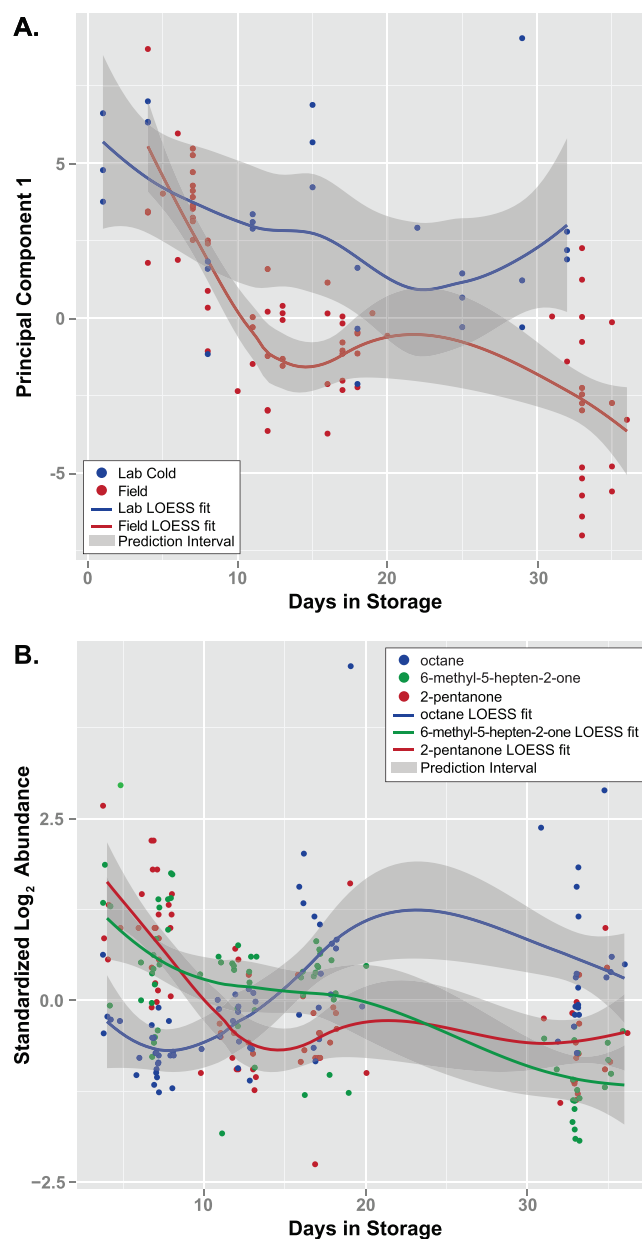 A.
Principal Component 1
5
0
-5
Lab Cold
Field
Lab LOESS fit
Field LOESS fit
Prediction Interval
0
10
20
30
Days in Storage
B.
Standardized Log2 Abundance
2.5
0.0
−2.5
octane
6-methyl-5-hepten-2-one
2-pentanone
octane LOESS fit
6-methyl-5-hepten-2-one LOESS fit
2-pentanone LOESS fit
Prediction Interval
10
20
30
Days in Storage